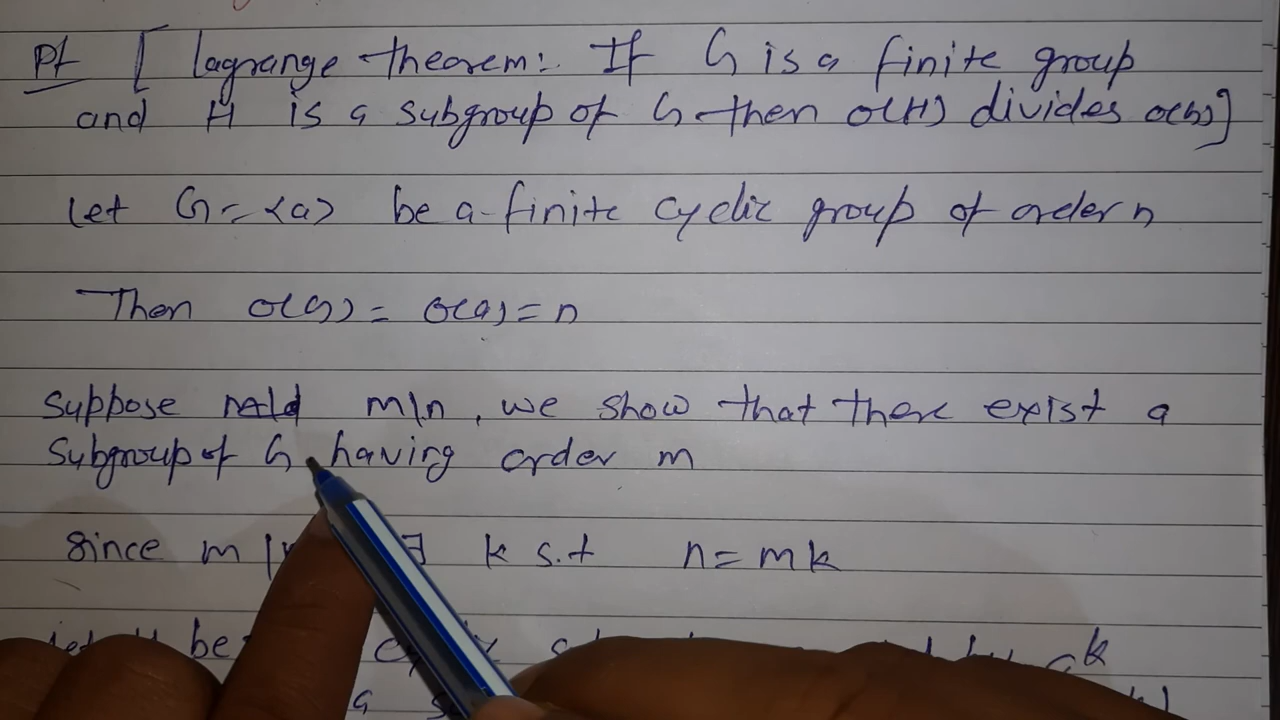 Pf [ Lagrange theorem: If G is a finite group
and H is a subgroup of G then o(H) divides o(G)]
Let G = <a> be a finite cyclic group of order n
Then o(G) = o(a) = n
Suppose m|n, we show that there exist a
Subgroup of G having order m
Since m | ∃ k s.t n = mk
be k
a